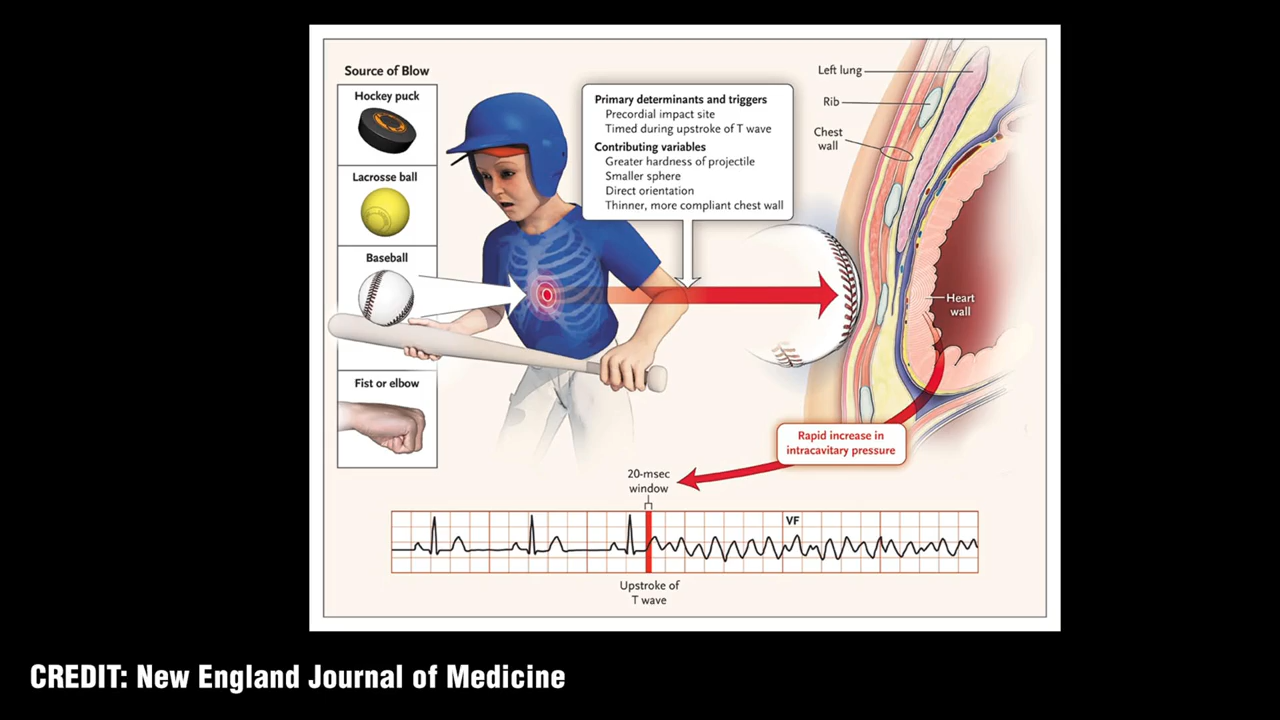 Source of Blow
Hockey puck
Lacrosse ball
Baseball
Fist or elbow
Primary determinants and triggers
Precordial impact site
Timed during upstroke of T wave
Contributing variables
Greater hardness of projectile
Smaller sphere
Direct orientation
Thinner, more compliant chest wall
Left lung
Rib
Chest
wall
Heart
wall
Rapid increase in
intracavitary pressure
20-msec
window
VF
Upstroke of
T wave
CREDIT: New England Journal of Medicine